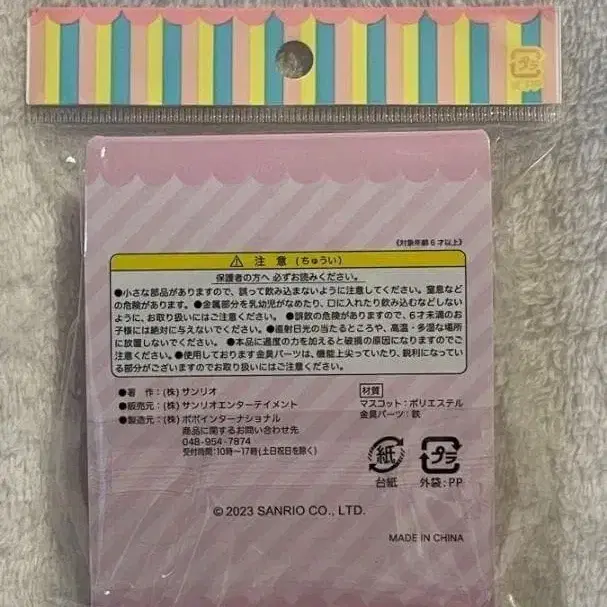 プラ
《対象年齢6才以上》
⚠ 注意 (ちゅうい)
保護者の方へ 必ずお読みください。
●小さな部品がありますので、誤って飲み込まないように注意してください。窒息など
の危険があります。 ●金属部分を乳幼児がなめたり、口に入れたり飲み込むなどしない
ように、お取り扱いにはご注意ください。 ●誤飲の危険がありますので、6才未満のお
子様には絶対に与えないでください。 ●直射日光の当たるところや、高温・多湿な場所
に放置しないでください。 ●本品に過度の力を加えると破損の原因になりますのでご
注意ください。●使用しております金具パーツは、機能上尖っていたり、鋭利になってい
る部分がございますのでお取り扱いにはご注意ください。
●著作:(株)サンリオ
●販売元:(株)サンリオエンターテイメント
●製造元:(株)ポポインターナショナル
商品に関するお問い合わせ先
048-954-7874
受付時間:10時〜17時(土日祝日を除く)
材質
マスコット:ポリエステル
金具パーツ:鉄
紙
台紙
プラ
外袋:PP
© 2023 SANRIO CO., LTD.
MADE IN CHINA